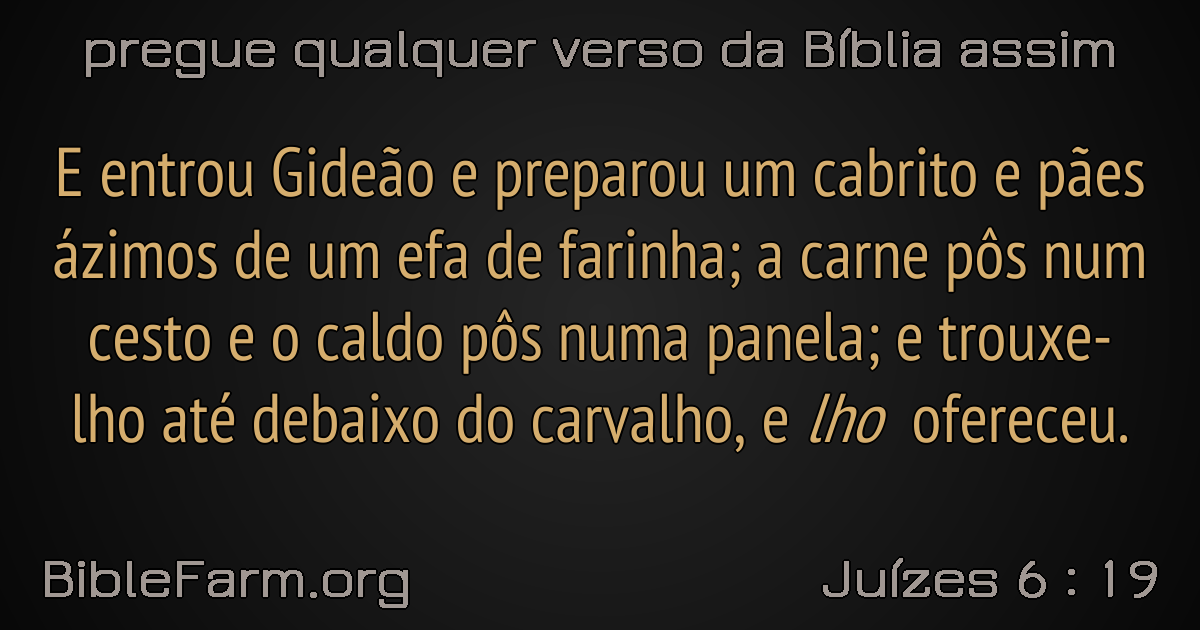 pregue qualquer verso da Bíblia assim
E entrou Gideão e preparou um cabrito e pães
ázimos de um efa de farinha; a carne pôs num
cesto e o caldo pôs numa panela; e trouxe-
lho até debaixo do carvalho, e lho ofereceu.
BibleFarm.org
Juízes 6 : 19